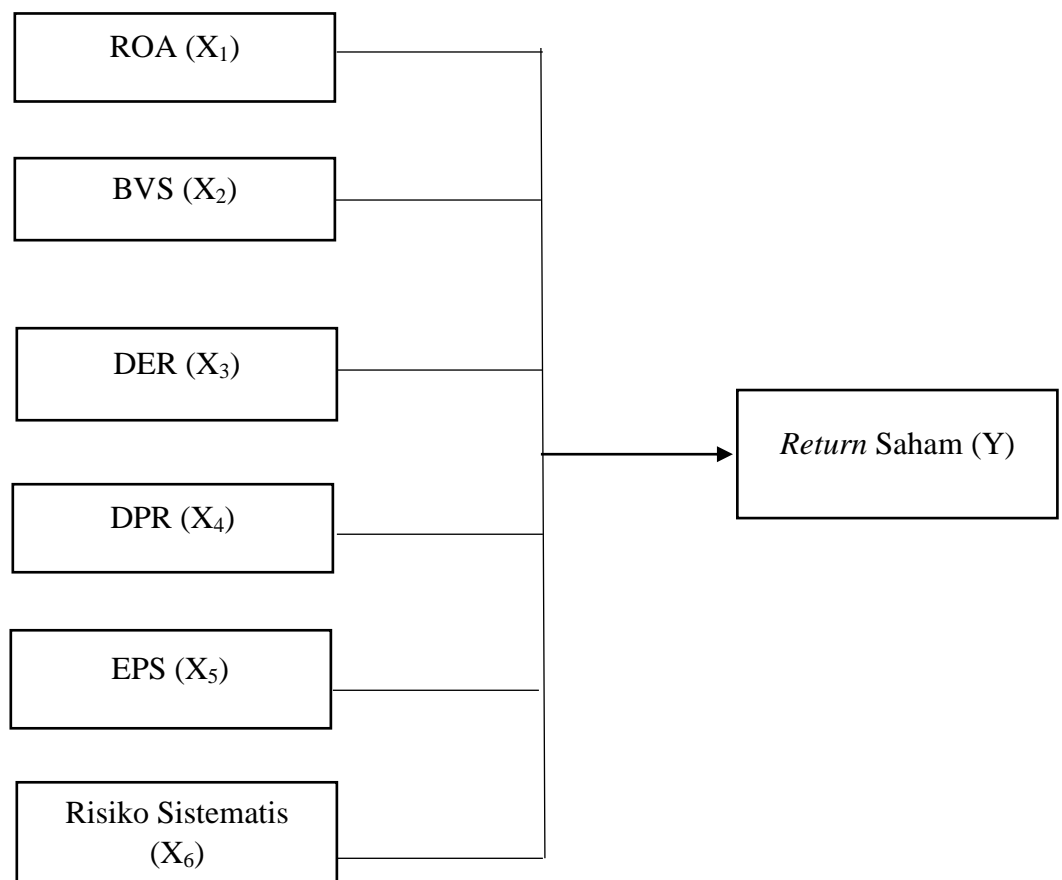 ROA (X₁)
BVS (X₂)
DER (X₃)
Return Saham (Y)
DPR (X₄)
EPS (X₅)
Risiko Sistematis
(X₆)